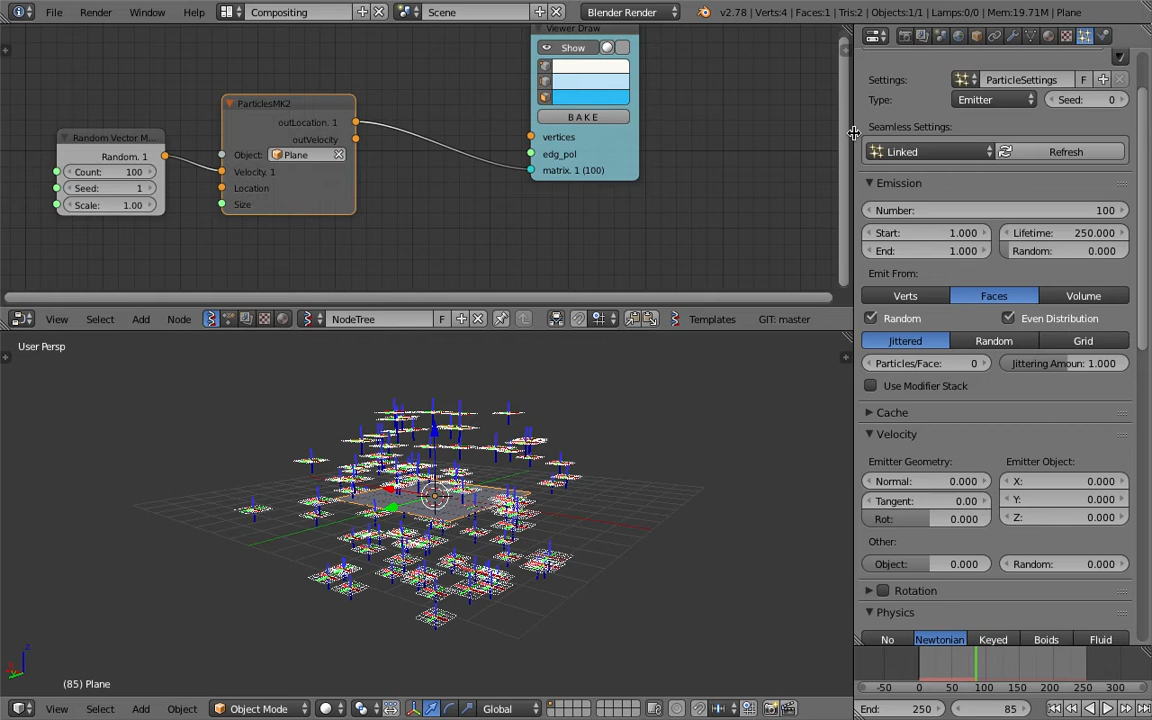 File Render Window Help Compositing Scene Blender Render v2.78 | Verts:4 | Faces:1 | Tris:2 | Objects:1/1 | Lamps:0/0 | Mem:19.71M | Plane
Viewer Draw
Show
BAKE
vertices
edg_pol
matrix. 1 (100)
ParticlesMK2
outLocation. 1
outVelocity
Object: Plane
Velocity. 1
Location
Size
Random Vector M...
Random. 1
Count: 100
Seed: 1
Scale: 1.00
View Select Add Node NodeTree F Templates GIT: master
User Persp
(85) Plane
View Select Add Object Object Mode Global
Settings: ParticleSettings F
Type: Emitter Seed: 0
Seamless Settings:
Linked Refresh
Emission
Number: 100
Start: 1.000 Lifetime: 250.000
End: 1.000 Random: 0.000
Emit From:
Verts Faces Volume
Random Even Distribution
Jittered Random Grid
Particles/Face: 0 Jittering Amoun: 1.000
Use Modifier Stack
Cache
Velocity
Emitter Geometry: Emitter Object:
Normal: 0.000 X: 0.000
Tangent: 0.00 Y: 0.000
Rot: 0.000 Z: 0.000
Other:
Object: 0.000 Random: 0.000
Rotation
Physics
No Newtonian Keyed Boids Fluid
-50 0 50 100 150 200 250 300
End: 250 85